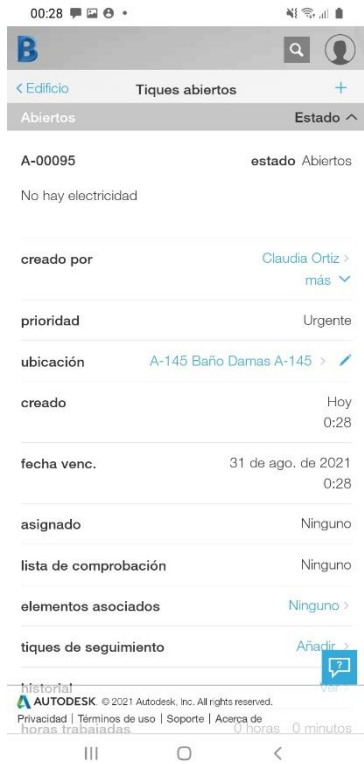 00:28
B
< Edificio Tiques abiertos +
Abiertos Estado
A-00095 estado Abiertos
No hay electricidad
creado por Claudia Ortiz >
más
prioridad Urgente
ubicación A-145 Baño Damas A-145 >
creado Hoy
0:28
fecha venc. 31 de ago. de 2021
0:28
asignado Ninguno
lista de comprobación Ninguno
elementos asociados Ninguno >
tiques de seguimiento Añadir >
historial Ver >
AUTODESK. © 2021 Autodesk, Inc. All rights reserved.
Privacidad | Términos de uso | Soporte | Acerca de
horas trabajadas 0 horas 0 minutos